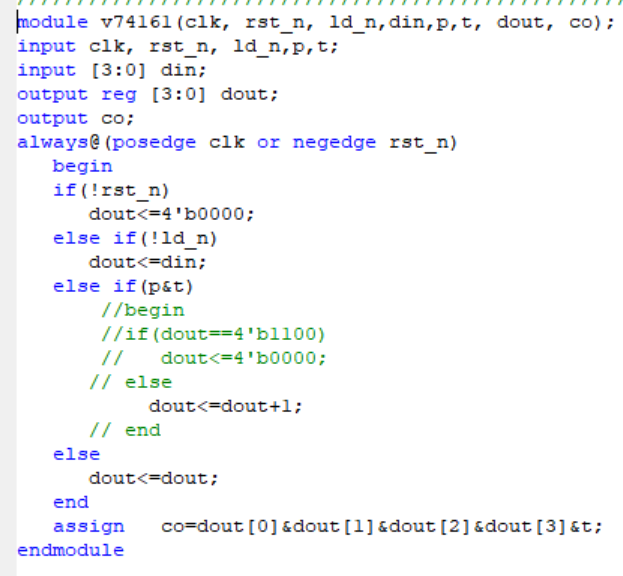 module v74161(clk, rst_n, ld_n,din,p,t, dout, co);
input clk, rst_n, ld_n,p,t;
input [3:0] din;
output reg [3:0] dout;
output co;
always@(posedge clk or negedge rst_n)
   begin
   if(!rst_n)
      dout<=4'b0000;
   else if(!ld_n)
      dout<=din;
   else if(p&t)
       //begin
       //if(dout==4'b1100)
       //   dout<=4'b0000;
      // else
           dout<=dout+1;
      // end
   else
      dout<=dout;
   end
   assign   co=dout[0]&dout[1]&dout[2]&dout[3]&t;
endmodule